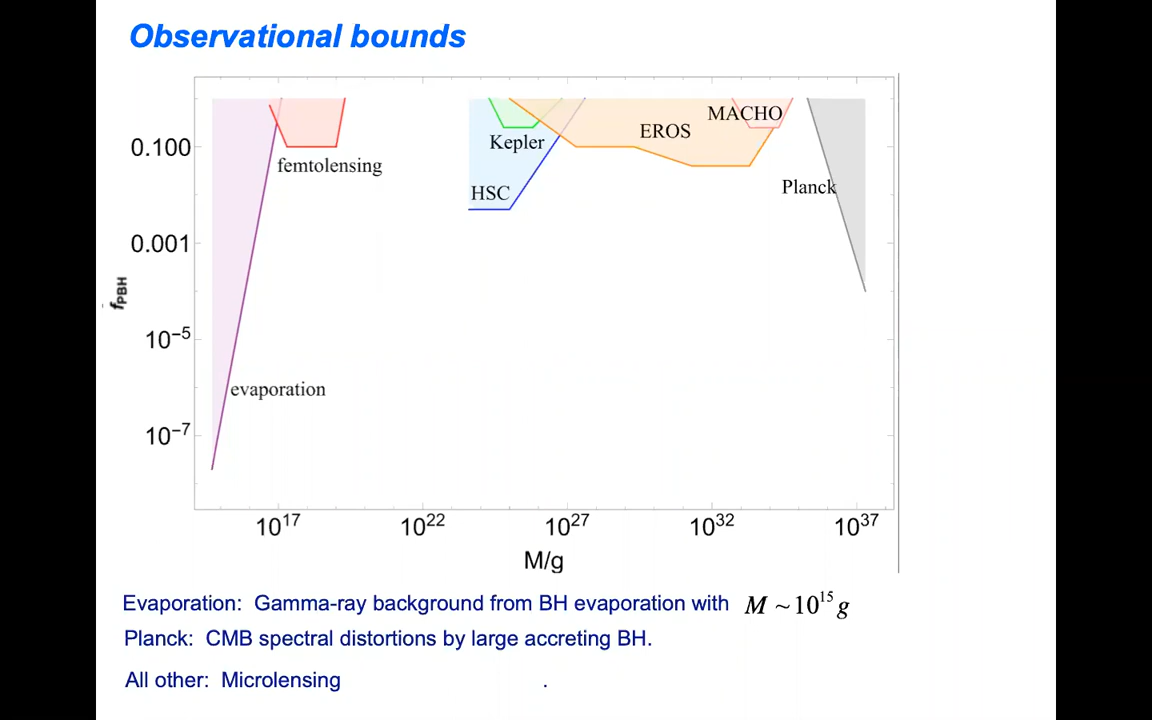 Observational bounds
MACHO
EROS
Kepler
0.100
femtolensing
Planck
HSC
0.001
fPBH
10⁻⁵
evaporation
10⁻⁷
10¹⁷ 10²² 10²⁷ 10³² 10³⁷
M/g
Evaporation: Gamma-ray background from BH evaporation with M ~ 10¹⁵ g
Planck: CMB spectral distortions by large accreting BH.
All other: Microlensing .